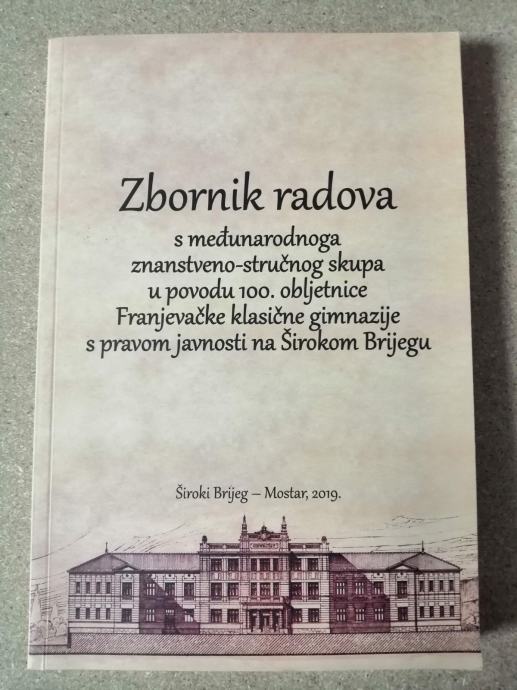 Zbornik radova
s međunarodnoga
znanstveno-stručnog skupa
u povodu 100. obljetnice
Franjevačke klasične gimnazije
s pravom javnosti na Širokom Brijegu
Široki Brijeg – Mostar, 2019.